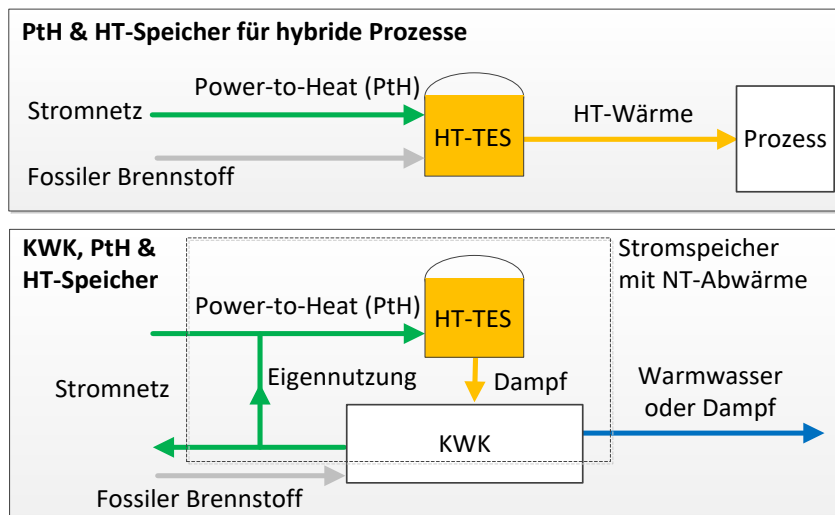 PtH & HT-Speicher für hybride Prozesse
Power-to-Heat (PtH)
Stromnetz
HT-TES
HT-Wärme
Prozess
Fossiler Brennstoff
KWK, PtH &
HT-Speicher
Stromspeicher
mit NT-Abwärme
Power-to-Heat (PtH)
HT-TES
Eigennutzung
Dampf
Stromnetz
Warmwasser
oder Dampf
KWK
Fossiler Brennstoff